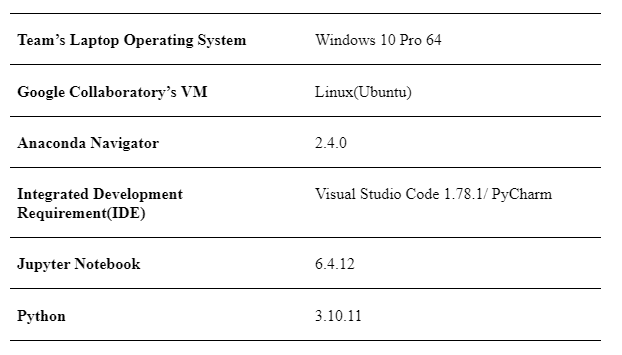 Team’s Laptop Operating System Windows 10 Pro 64
Google Collaboratory’s VM Linux(Ubuntu)
Anaconda Navigator 2.4.0
Integrated Development Visual Studio Code 1.78.1/ PyCharm
Requirement(IDE)
Jupyter Notebook 6.4.12
Python 3.10.11